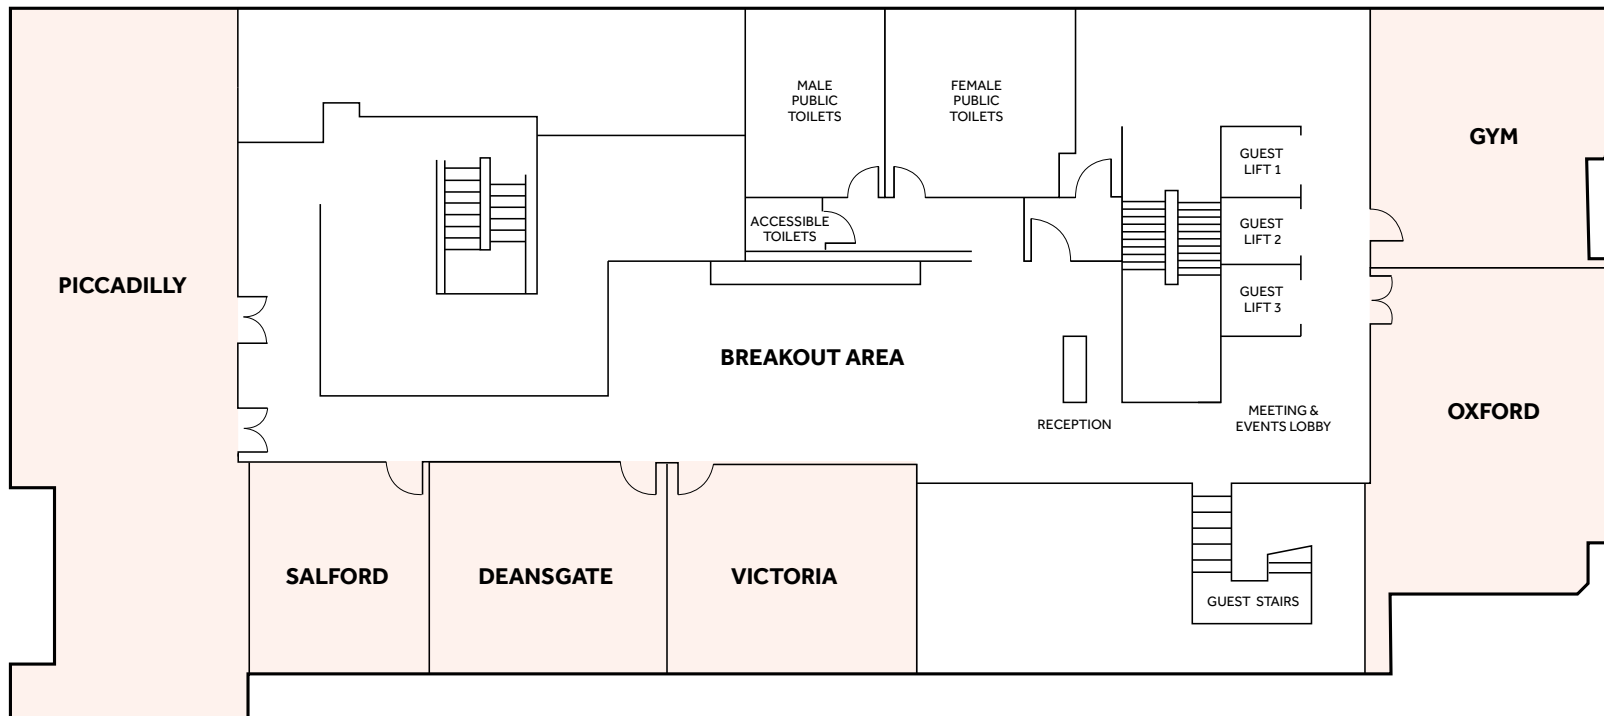 MALE
PUBLIC
TOILETS
FEMALE
PUBLIC
TOILETS
GUEST
LIFT 1
GYM
ACCESSIBLE
TOILETS
GUEST
LIFT 2
PICCADILLY
GUEST
LIFT 3
BREAKOUT AREA
RECEPTION
MEETING &
EVENTS LOBBY
OXFORD
SALFORD
DEANSGATE
VICTORIA
GUEST STAIRS